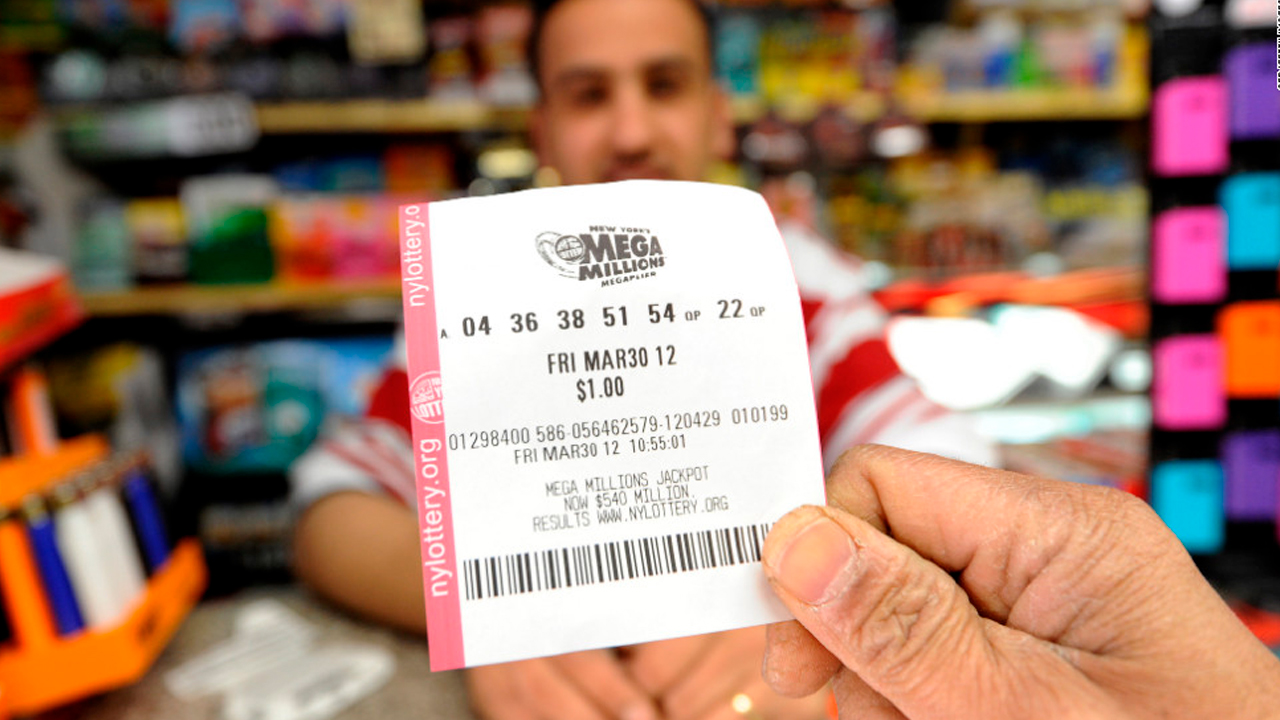 nylottery.o
NEW YORK'S
MEGA
MILLIONS
MEGAPLIER
A. 04 36 38 51 54 QP 22 QP
FRI MAR30 12
$1.00
01298400 586-056462579-120429 010199
FRI MAR30 12 10:55:01
MEGA MILLIONS JACKPOT
NOW $540 MILLION.
RESULTS WWW.NYLOTTERY.ORG
nylottery.org